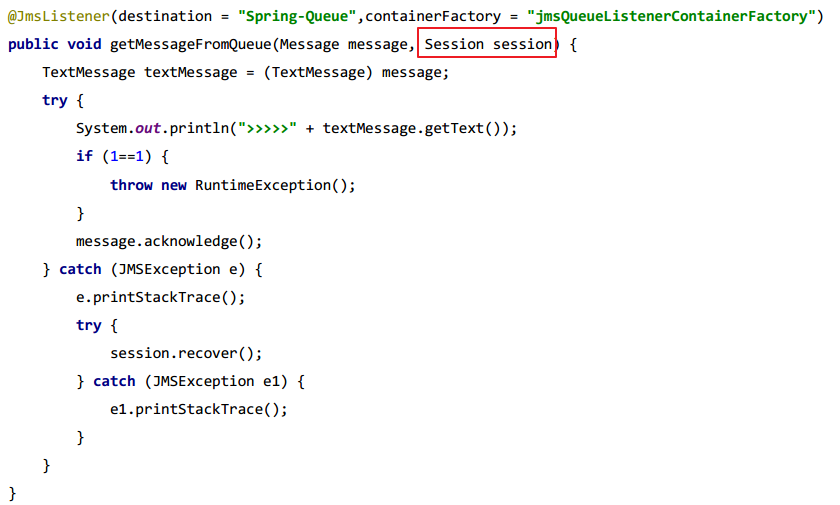 @JmsListener(destination = "Spring-Queue",containerFactory = "jmsQueueListenerContainerFactory")
public void getMessageFromQueue(Message message, Session session) {
    TextMessage textMessage = (TextMessage) message;
    try {
        System.out.println(">>>>>" + textMessage.getText());
        if (1==1) {
            throw new RuntimeException();
        }
        message.acknowledge();
    } catch (JMSException e) {
        e.printStackTrace();
        try {
            session.recover();
        } catch (JMSException e1) {
            e1.printStackTrace();
        }
    }
}